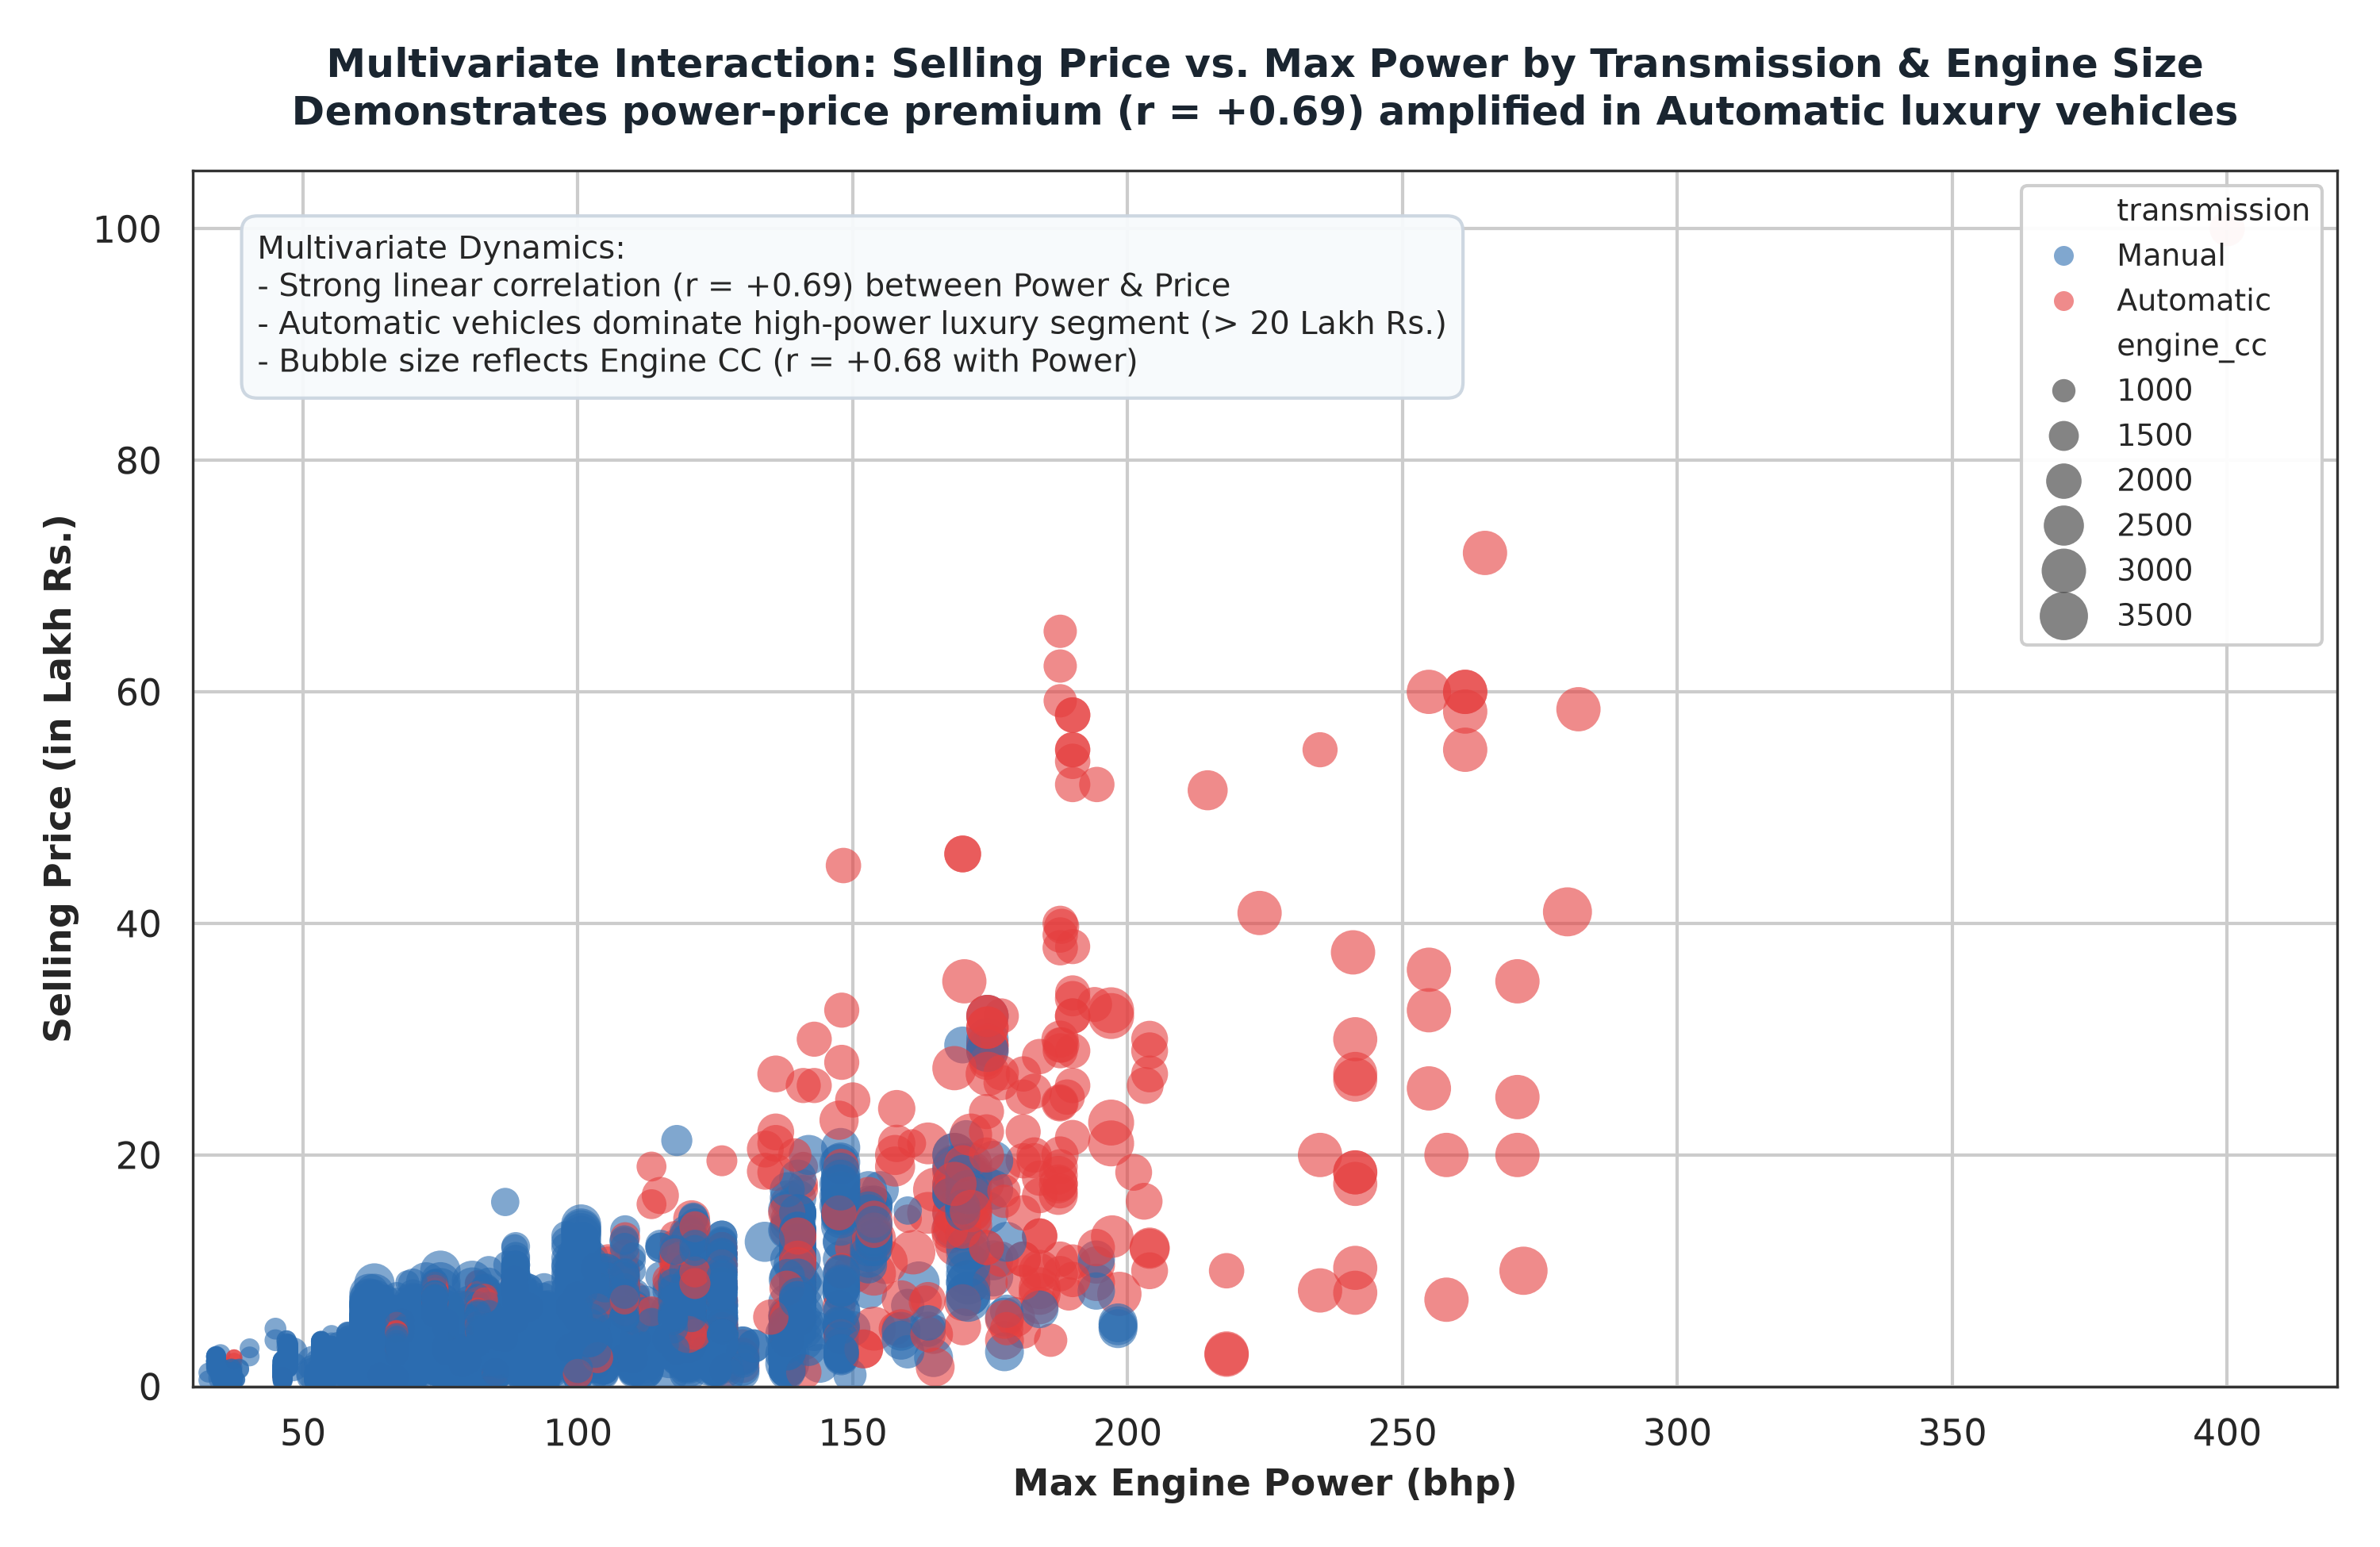 Multivariate Interaction: Selling Price vs. Max Power by Transmission & Engine Size
Demonstrates power-price premium (r = +0.69) amplified in Automatic luxury vehicles
Multivariate Dynamics:
- Strong linear correlation (r = +0.69) between Power & Price
- Automatic vehicles dominate high-power luxury segment (> 20 Lakh Rs.)
- Bubble size reflects Engine CC (r = +0.68 with Power)
transmission
Manual
Automatic
engine_cc
1000
1500
2000
2500
3000
3500
Selling Price (in Lakh Rs.)
100
80
60
40
20
0
50 100 150 200 250 300 350 400
Max Engine Power (bhp)